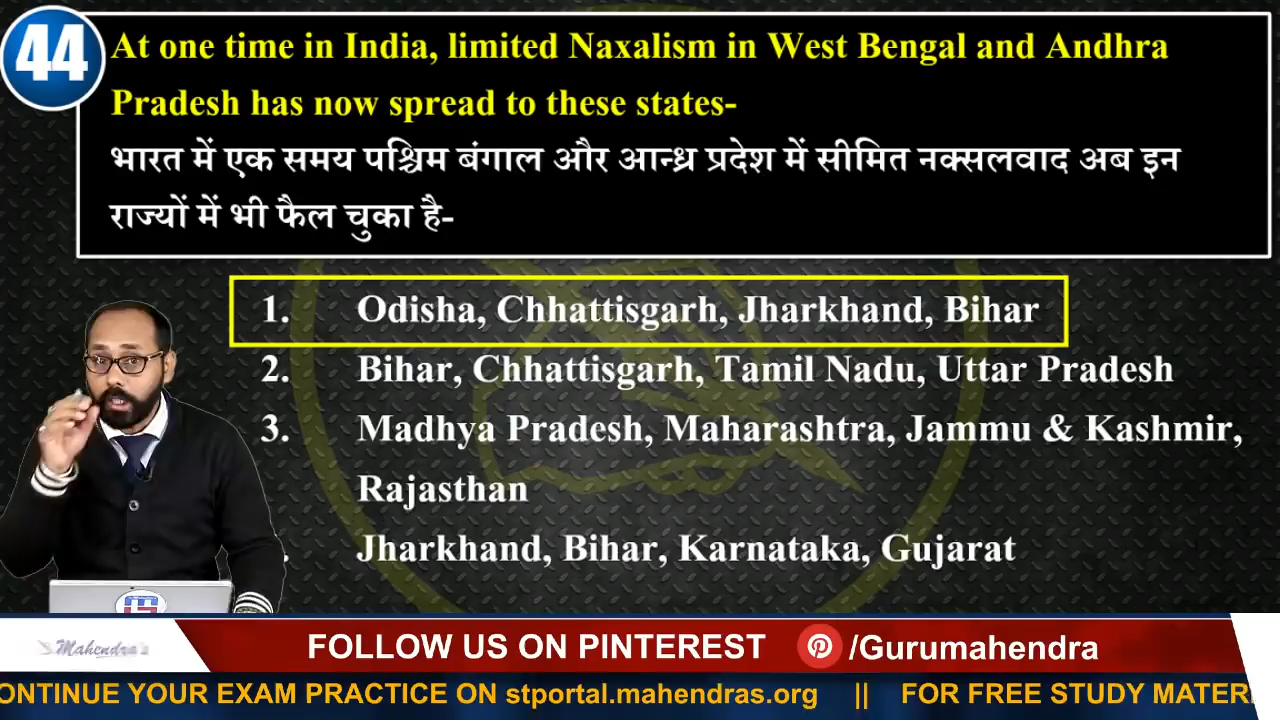 44
At one time in India, limited Naxalism in West Bengal and Andhra
Pradesh has now spread to these states-
भारत में एक समय पश्चिम बंगाल और आन्ध्र प्रदेश में सीमित नक्सलवाद अब इन
राज्यों में भी फैल चुका है-
1. Odisha, Chhattisgarh, Jharkhand, Bihar
2. Bihar, Chhattisgarh, Tamil Nadu, Uttar Pradesh
3. Madhya Pradesh, Maharashtra, Jammu & Kashmir,
Rajasthan
. Jharkhand, Bihar, Karnataka, Gujarat
Mahendra's
FOLLOW US ON PINTEREST /Gurumahendra
ONTINUE YOUR EXAM PRACTICE ON stportal.mahendras.org || FOR FREE STUDY MATER